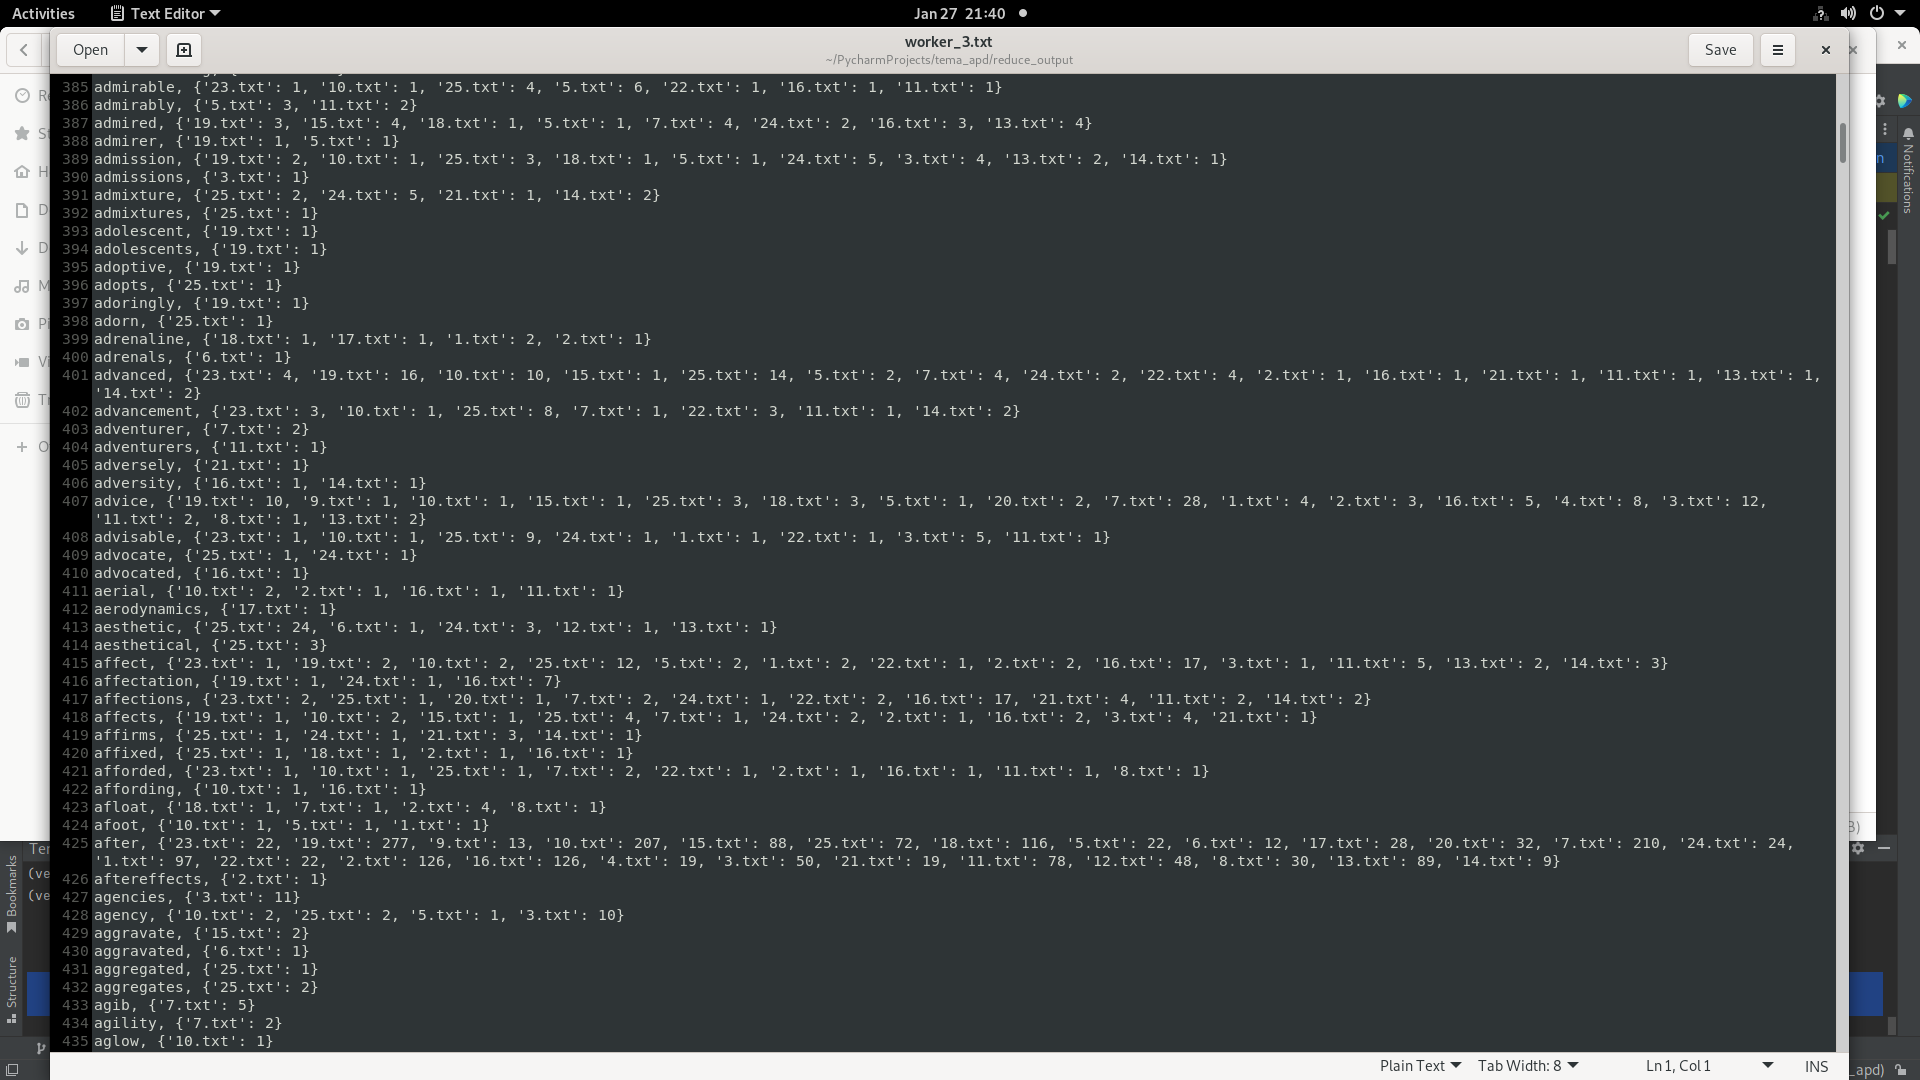 Activities
Text Editor
Jan 27 21:40
Open
worker_3.txt
~/PycharmProjects/tema_apd/reduce_output
Save
385 admirable, {'23.txt': 1, '10.txt': 1, '25.txt': 4, '5.txt': 6, '22.txt': 1, '16.txt': 1, '11.txt': 1}
386 admirably, {'5.txt': 3, '11.txt': 2}
387 admired, {'19.txt': 3, '15.txt': 4, '18.txt': 1, '5.txt': 1, '7.txt': 4, '24.txt': 2, '16.txt': 3, '13.txt': 4}
388 admirer, {'19.txt': 1, '5.txt': 1}
389 admission, {'19.txt': 2, '10.txt': 1, '25.txt': 3, '18.txt': 1, '5.txt': 1, '24.txt': 5, '3.txt': 4, '13.txt': 2, '14.txt': 1}
390 admissions, {'3.txt': 1}
391 admixture, {'25.txt': 2, '24.txt': 5, '21.txt': 1, '14.txt': 2}
392 admixtures, {'25.txt': 1}
393 adolescent, {'19.txt': 1}
394 adolescents, {'19.txt': 1}
395 adoptive, {'19.txt': 1}
396 adopts, {'25.txt': 1}
397 adoringly, {'19.txt': 1}
398 adorn, {'25.txt': 1}
399 adrenaline, {'18.txt': 1, '17.txt': 1, '1.txt': 2, '2.txt': 1}
400 adrenals, {'6.txt': 1}
401 advanced, {'23.txt': 4, '19.txt': 16, '10.txt': 10, '15.txt': 1, '25.txt': 14, '5.txt': 2, '7.txt': 4, '24.txt': 2, '22.txt': 4, '2.txt': 1, '16.txt': 1, '21.txt': 1, '11.txt': 1, '13.txt': 1,
'14.txt': 2}
402 advancement, {'23.txt': 3, '10.txt': 1, '25.txt': 8, '7.txt': 1, '22.txt': 3, '11.txt': 1, '14.txt': 2}
403 adventurer, {'7.txt': 2}
404 adventurers, {'11.txt': 1}
405 adversely, {'21.txt': 1}
406 adversity, {'16.txt': 1, '14.txt': 1}
407 advice, {'19.txt': 10, '9.txt': 1, '10.txt': 1, '15.txt': 1, '25.txt': 3, '18.txt': 3, '5.txt': 1, '20.txt': 2, '7.txt': 28, '1.txt': 4, '2.txt': 3, '16.txt': 5, '4.txt': 8, '3.txt': 12,
'11.txt': 2, '8.txt': 1, '13.txt': 2}
408 advisable, {'23.txt': 1, '10.txt': 1, '25.txt': 9, '24.txt': 1, '1.txt': 1, '22.txt': 1, '3.txt': 5, '11.txt': 1}
409 advocate, {'25.txt': 1, '24.txt': 1}
410 advocated, {'16.txt': 1}
411 aerial, {'10.txt': 2, '2.txt': 1, '16.txt': 1, '11.txt': 1}
412 aerodynamics, {'17.txt': 1}
413 aesthetic, {'25.txt': 24, '6.txt': 1, '24.txt': 3, '12.txt': 1, '13.txt': 1}
414 aesthetical, {'25.txt': 3}
415 affect, {'23.txt': 1, '19.txt': 2, '10.txt': 2, '25.txt': 12, '5.txt': 2, '1.txt': 2, '22.txt': 1, '2.txt': 2, '16.txt': 17, '3.txt': 1, '11.txt': 5, '13.txt': 2, '14.txt': 3}
416 affectation, {'19.txt': 1, '24.txt': 1, '16.txt': 7}
417 affections, {'23.txt': 2, '25.txt': 1, '20.txt': 1, '7.txt': 2, '24.txt': 1, '22.txt': 2, '16.txt': 17, '21.txt': 4, '11.txt': 2, '14.txt': 2}
418 affects, {'19.txt': 1, '10.txt': 2, '15.txt': 1, '25.txt': 4, '7.txt': 1, '24.txt': 2, '2.txt': 1, '16.txt': 2, '3.txt': 4, '21.txt': 1}
419 affirms, {'25.txt': 1, '24.txt': 1, '21.txt': 3, '14.txt': 1}
420 affixed, {'25.txt': 1, '18.txt': 1, '2.txt': 1, '16.txt': 1}
421 afforded, {'23.txt': 1, '10.txt': 1, '25.txt': 1, '7.txt': 2, '22.txt': 1, '2.txt': 1, '16.txt': 1, '11.txt': 1, '8.txt': 1}
422 affording, {'10.txt': 1, '16.txt': 1}
423 afloat, {'18.txt': 1, '7.txt': 1, '2.txt': 4, '8.txt': 1}
424 afoot, {'10.txt': 1, '5.txt': 1, '1.txt': 1}
425 after, {'23.txt': 22, '19.txt': 277, '9.txt': 13, '10.txt': 207, '15.txt': 88, '25.txt': 72, '18.txt': 116, '5.txt': 22, '6.txt': 12, '17.txt': 28, '20.txt': 32, '7.txt': 210, '24.txt': 24,
'1.txt': 97, '22.txt': 22, '2.txt': 126, '16.txt': 126, '4.txt': 19, '3.txt': 50, '21.txt': 19, '11.txt': 78, '12.txt': 48, '8.txt': 30, '13.txt': 89, '14.txt': 9}
426 aftereffects, {'2.txt': 1}
427 agencies, {'3.txt': 11}
428 agency, {'10.txt': 2, '25.txt': 2, '5.txt': 1, '3.txt': 10}
429 aggravate, {'15.txt': 2}
430 aggravated, {'6.txt': 1}
431 aggregated, {'25.txt': 1}
432 aggregates, {'25.txt': 2}
433 agib, {'7.txt': 5}
434 agility, {'7.txt': 2}
435 aglow, {'10.txt': 1}
Plain Text
Tab Width: 8
Ln 1, Col 1
INS
Notifications
Bookmarks
Structure
(ve
(ve
_apd)